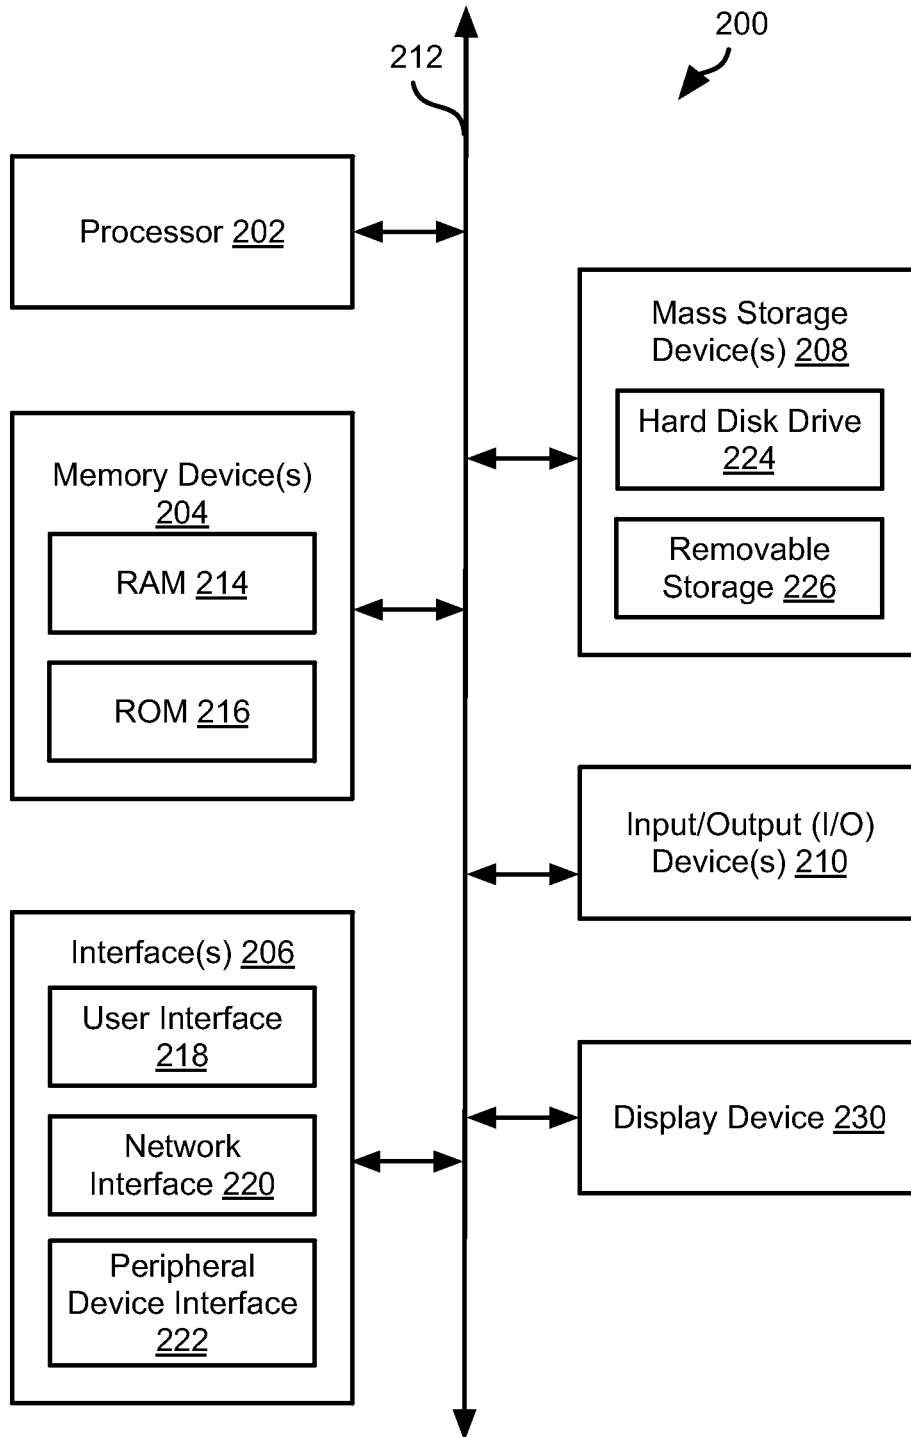 200
212
Processor 202
Mass Storage
Device(s) 208
Hard Disk Drive
224
Removable
Storage 226
Memory Device(s)
204
RAM 214
ROM 216
Input/Output (I/O)
Device(s) 210
Interface(s) 206
User Interface
218
Network
Interface 220
Peripheral
Device Interface
222
Display Device 230